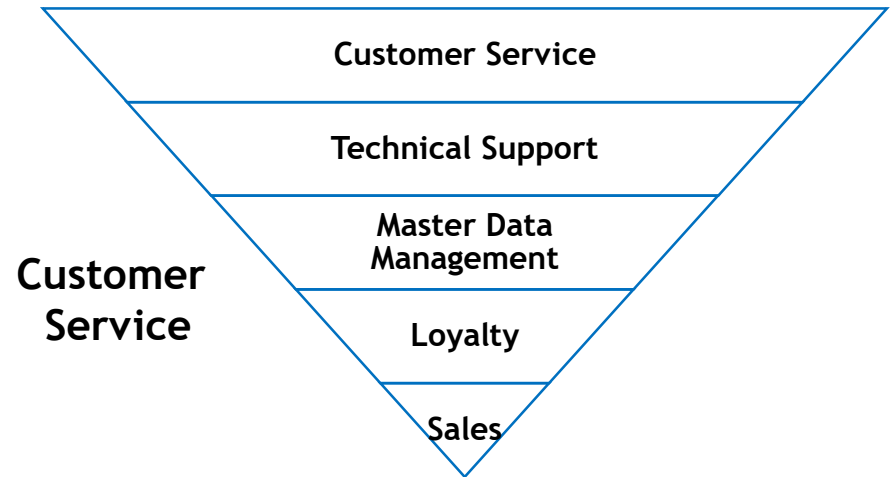 Customer Service
Technical Support
Master Data
Management
Customer
Service
Loyalty
Sales